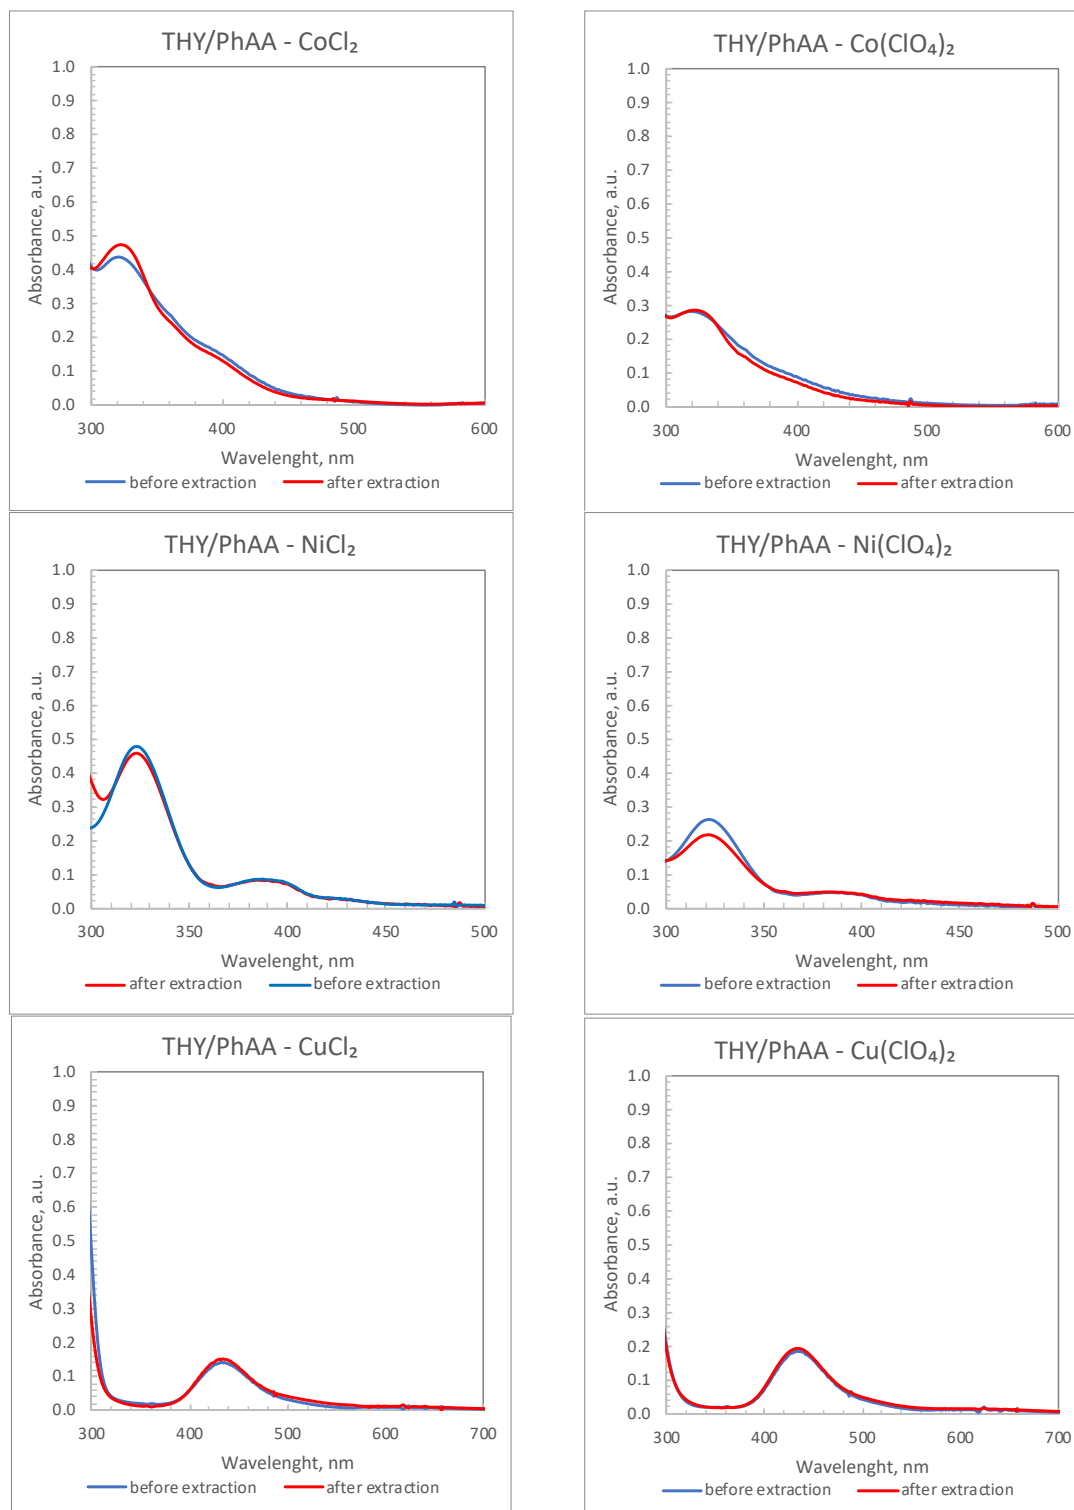 THY/PhAA - CoCl₂
1.0
0.9
0.8
0.7
0.6
0.5
0.4
0.3
0.2
0.1
0.0
Absorbance, a.u.
300 400 500 600
Wavelenght, nm
before extraction after extraction
THY/PhAA - Co(ClO₄)₂
1.0
0.9
0.8
0.7
0.6
0.5
0.4
0.3
0.2
0.1
0.0
Absorbance, a.u.
300 400 500 600
Wavelenght, nm
before extraction after extraction
THY/PhAA - NiCl₂
1.0
0.9
0.8
0.7
0.6
0.5
0.4
0.3
0.2
0.1
0.0
Absorbance, a.u.
300 350 400 450 500
Wavelenght, nm
after extraction before extraction
THY/PhAA - Ni(ClO₄)₂
1.0
0.9
0.8
0.7
0.6
0.5
0.4
0.3
0.2
0.1
0.0
Absorbance, a.u.
300 350 400 450 500
Wavelenght, nm
before extraction after extraction
THY/PhAA - CuCl₂
1.0
0.9
0.8
0.7
0.6
0.5
0.4
0.3
0.2
0.1
0.0
Absorbance, a.u.
300 400 500 600 700
Wavelenght, nm
before extraction after extraction
THY/PhAA - Cu(ClO₄)₂
1.0
0.9
0.8
0.7
0.6
0.5
0.4
0.3
0.2
0.1
0.0
Absorbance, a.u.
300 400 500 600 700
Wavelenght, nm
before extraction after extraction